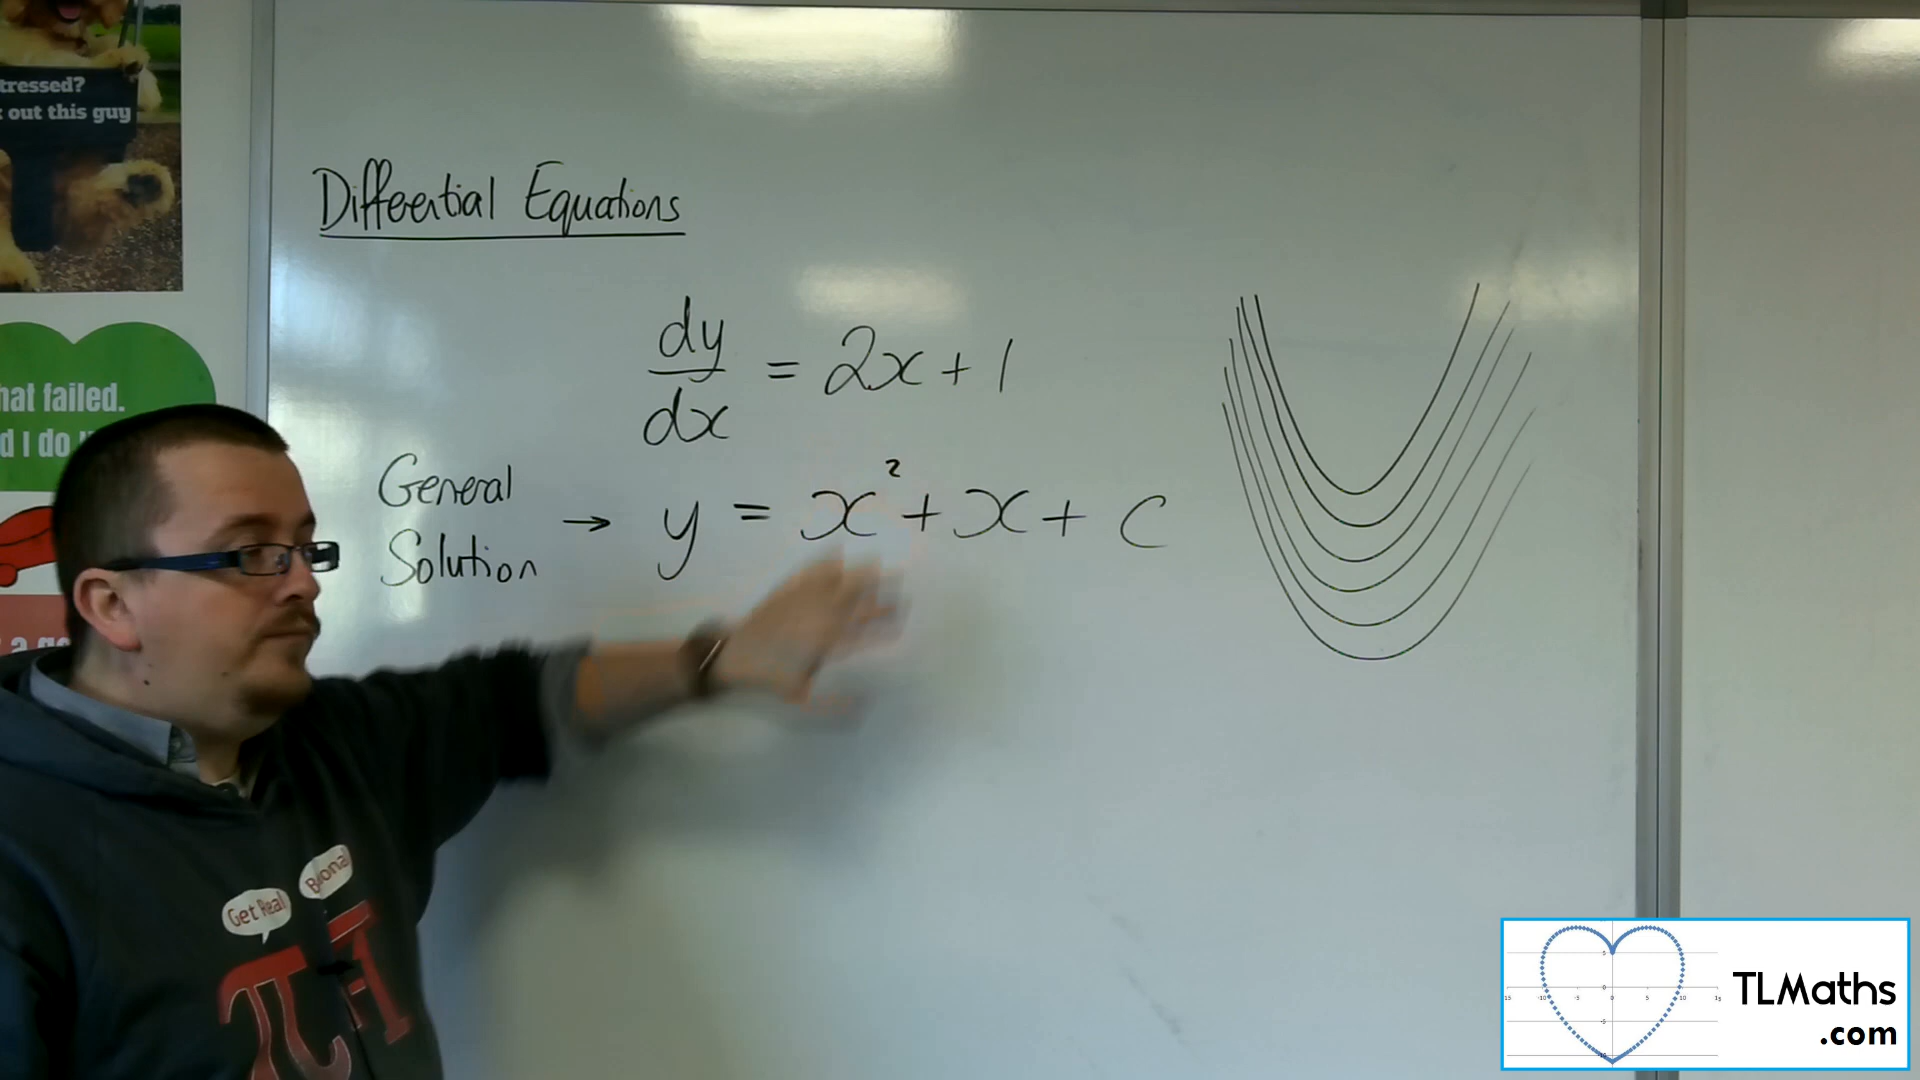 tressed?
out this guy
Differential Equations
dy/dx = 2x + 1
General
Solution → y = x² + x + c
hat failed.
d I do
Get Real
TLMaths
.com